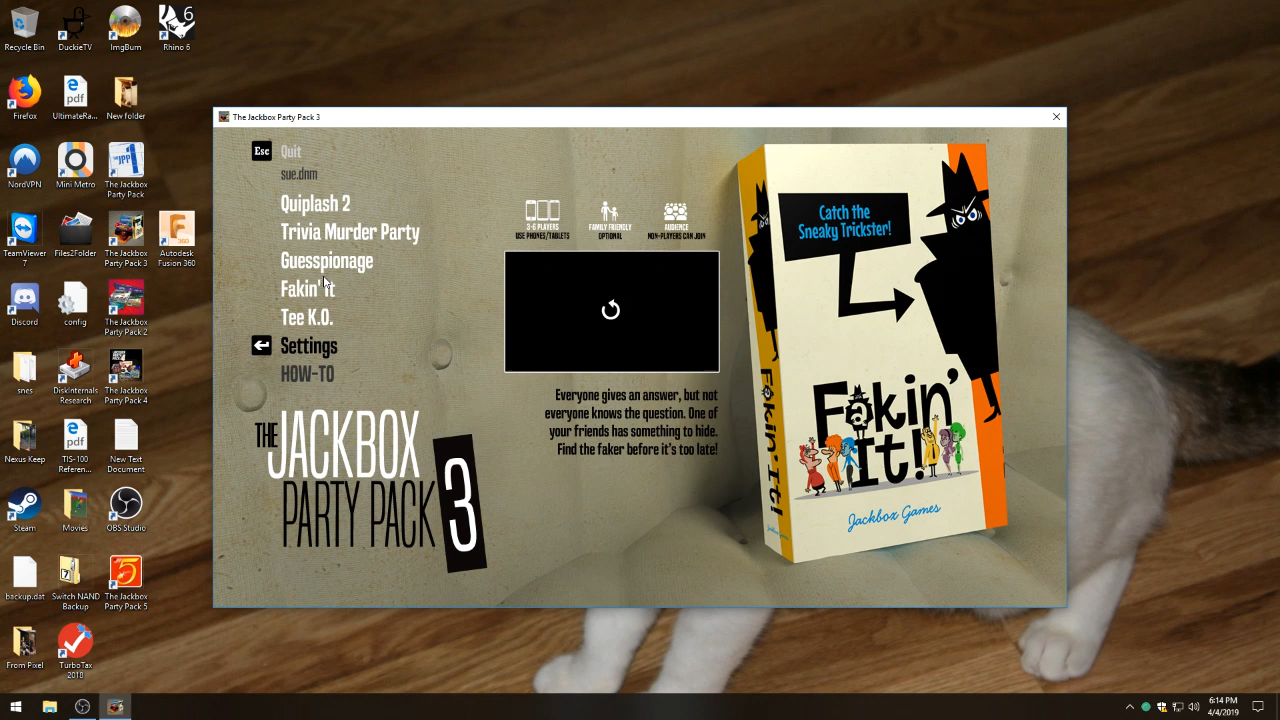 Recycle Bin
DuckieTV
ImgBurn
6
Rhino 6
Firefox
pdf
UltimateRa...
New folder
NordVPN
Mini Metro
THE JPP
The Jackbox
Party Pack
TeamViewer
7
Files2Folder
The Jackbox
Party Pack 3
F
360
Autodesk
Fusion 360
Discord
config
The Jackbox
Party Pack 2
snes
DiskInternals
Research
The Jackbox
Party Pack 4
Nexus Keep
pdf
TIS-100
Referen...
New Text
Document
Steam
Movies
OBS Studio
backup.dat
Switch NAND
Backup
5
The Jackbox
Party Pack 5
From Pixel
TurboTax
2018
The Jackbox Party Pack 3
Esc
Quit
sue.dnm
Quiplash 2
Trivia Murder Party
Guesspionage
Fakin' It
Tee K.O.
Settings
HOW-TO
THE
JACKBOX
PARTY PACK
3
3-6 PLAYERS
USE PHONES/TABLETS
FAMILY FRIENDLY
OPTIONAL
AUDIENCE
NON-PLAYERS CAN JOIN
Everyone gives an answer, but not
everyone knows the question. One of
your friends has something to hide.
Find the faker before it's too late!
Catch the
Sneaky Trickster!
Fakin'
It!
Jackbox Games
Fakin' It!
6:14 PM
4/4/2019